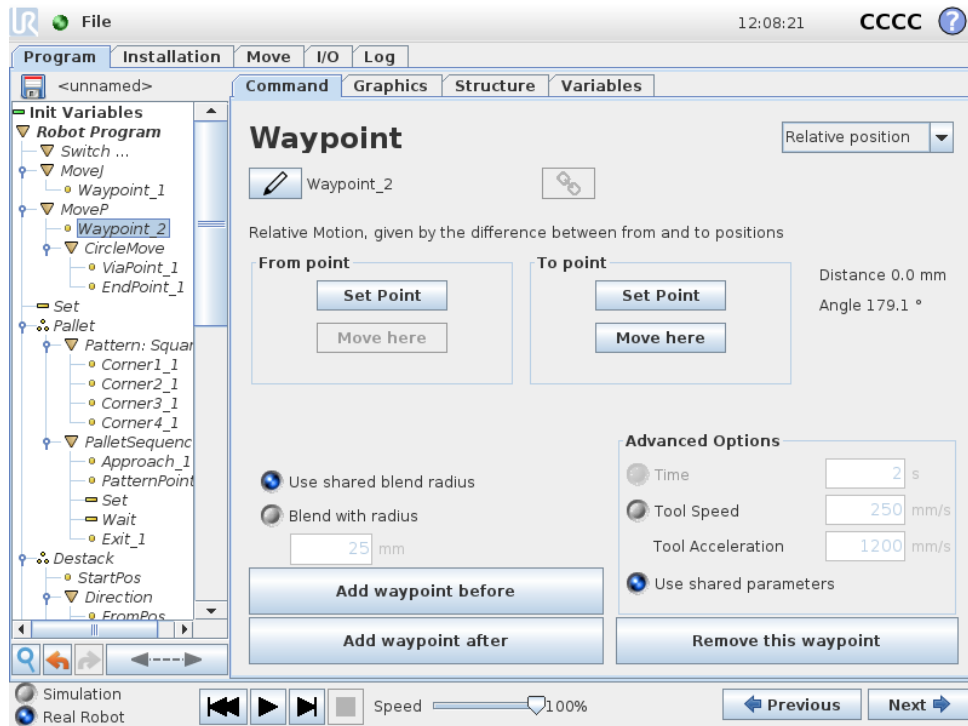 UR File 12:08:21 CCCC ?
Program Installation Move I/O Log
<unnamed>
Command Graphics Structure Variables
Init Variables
Robot Program
Switch ...
MoveJ
Waypoint_1
MoveP
Waypoint_2
CircleMove
ViaPoint_1
EndPoint_1
Set
Pallet
Pattern: Squar
Corner1_1
Corner2_1
Corner3_1
Corner4_1
PalletSequenc
Approach_1
PatternPoint
Set
Wait
Exit_1
Destack
StartPos
Direction
FromPos
Waypoint
Relative position
Waypoint_2
Relative Motion, given by the difference between from and to positions
From point
Set Point
Move here
To point
Set Point
Move here
Distance 0.0 mm
Angle 179.1 °
Use shared blend radius
Blend with radius
25 mm
Advanced Options
Time 2 s
Tool Speed 250 mm/s
Tool Acceleration 1200 mm/s
Use shared parameters
Add waypoint before
Add waypoint after
Remove this waypoint
Simulation
Real Robot
Speed 100%
Previous
Next